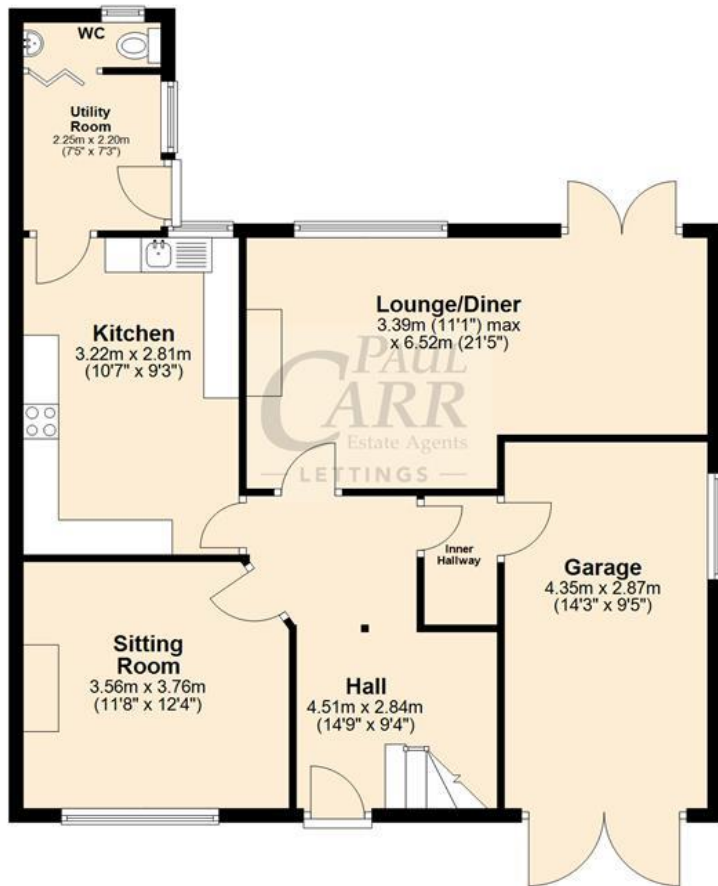 WC
Utility
Room
2.25m x 2.20m
(7'5" x 7'3")
Lounge/Diner
3.39m (11'1") max
x 6.52m (21'5")
Kitchen
3.22m x 2.81m
(10'7" x 9'3")
PAUL
CARR
Estate Agents
LETTINGS
Inner
Hallway
Garage
4.35m x 2.87m
(14'3" x 9'5")
Sitting
Room
3.56m x 3.76m
(11'8" x 12'4")
Hall
4.51m x 2.84m
(14'9" x 9'4")